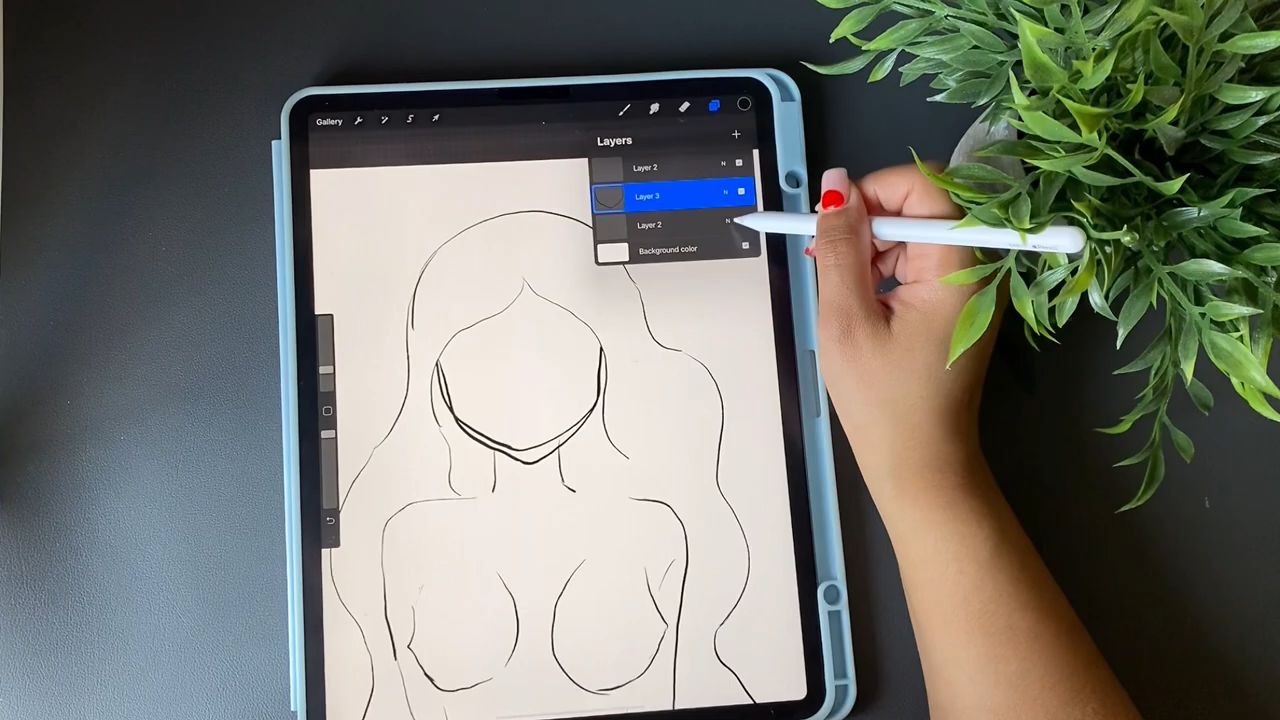 Gallery
Layers
Layer 2 N
Layer 3 N
Layer 2 N
Background color